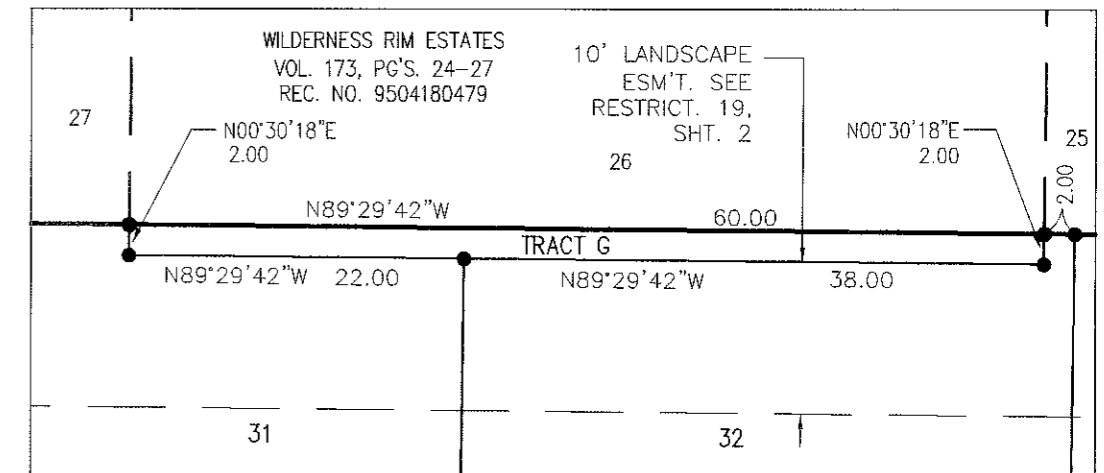 WILDERNESS RIM ESTATES
VOL. 173, PG'S. 24-27
REC. NO. 9504180479
10' LANDSCAPE
ESM'T. SEE
RESTRICT. 19,
SHT. 2
27
N00°30'18"E
2.00
26
N00°30'18"E
2.00
25
2.00
N89°29'42"W
60.00
TRACT G
N89°29'42"W 22.00
N89°29'42"W
38.00
31
32